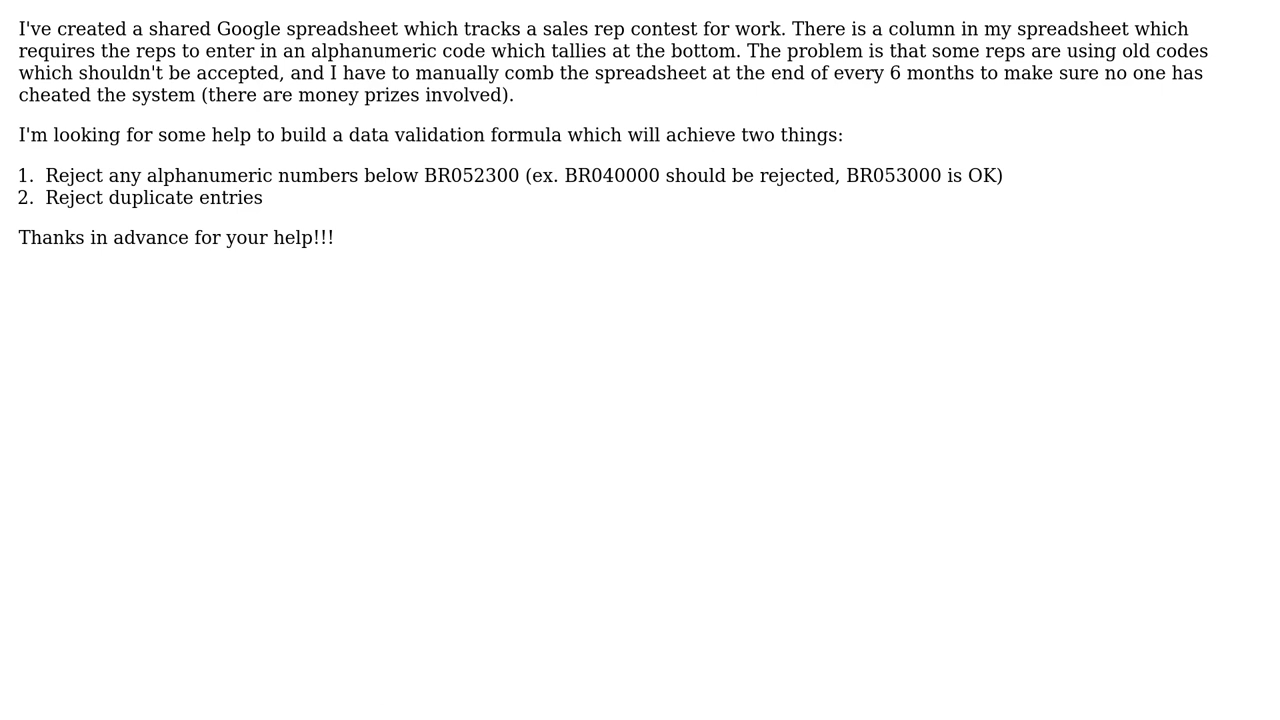 I've created a shared Google spreadsheet which tracks a sales rep contest for work. There is a column in my spreadsheet which
requires the reps to enter in an alphanumeric code which tallies at the bottom. The problem is that some reps are using old codes
which shouldn't be accepted, and I have to manually comb the spreadsheet at the end of every 6 months to make sure no one has
cheated the system (there are money prizes involved).
I'm looking for some help to build a data validation formula which will achieve two things:
1. Reject any alphanumeric numbers below BR052300 (ex. BR040000 should be rejected, BR053000 is OK)
2. Reject duplicate entries
Thanks in advance for your help!!!